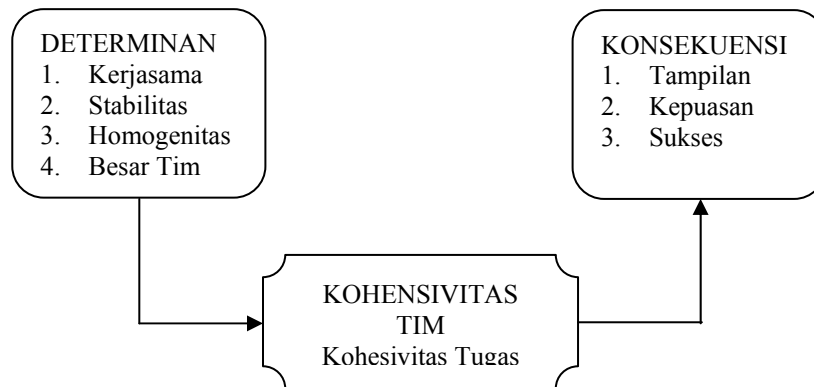 DETERMINAN
1. Kerjasama
2. Stabilitas
3. Homogenitas
4. Besar Tim
KONSEKUENSI
1. Tampilan
2. Kepuasan
3. Sukses
KOHENSIVITAS
TIM
Kohesivitas Tugas